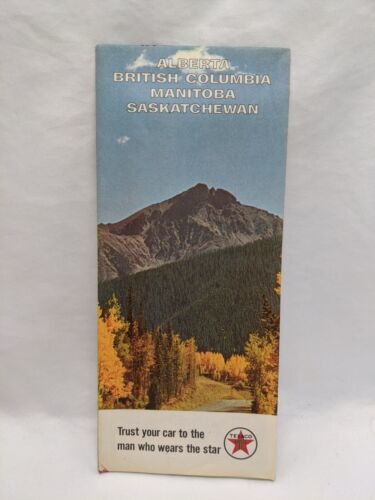 ALBERTA
BRITISH COLUMBIA
MANITOBA
SASKATCHEWAN
Trust your car to the
man who wears the star
TEXACO